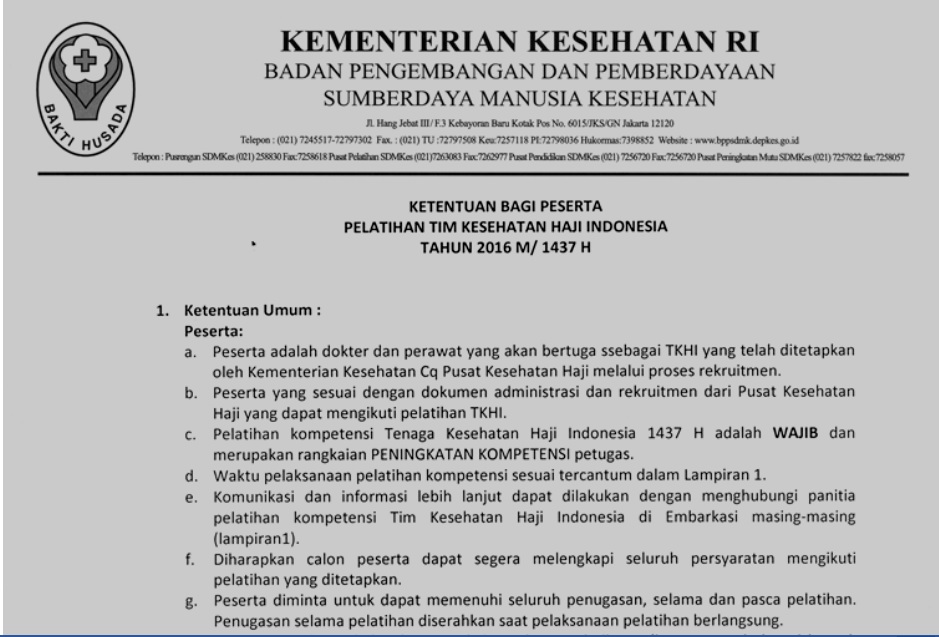 BAKTI HUSADA
KEMENTERIAN KESEHATAN RI
BADAN PENGEMBANGAN DAN PEMBERDAYAAN
SUMBERDAYA MANUSIA KESEHATAN
Jl. Hang Jebat III/ F.3 Kebayoran Baru Kotak Pos No. 6015/JKS/GN Jakarta 12120
Telepon : (021) 7245517-72797302 Fax. : (021) TU :72797508 Keu:7257118 PI:72798036 Hukormas:7398852 Website : www.bppsdmk.depkes.go.id
Telepon : Pusrengun SDMKes (021) 258830 Fax:7258618 Pusat Pelatihan SDMKes (021)7263083 Fax:7262977 Pusat Pendidikan SDMKes (021) 7256720 Fax:7256720 Pusat Peningkatan Mutu SDMKes (021) 7257822 fax:7258057
KETENTUAN BAGI PESERTA
PELATIHAN TIM KESEHATAN HAJI INDONESIA
TAHUN 2016 M/ 1437 H
1. Ketentuan Umum :
Peserta:
a. Peserta adalah dokter dan perawat yang akan bertuga ssebagai TKHI yang telah ditetapkan
oleh Kementerian Kesehatan Cq Pusat Kesehatan Haji melalui proses rekruitmen.
b. Peserta yang sesuai dengan dokumen administrasi dan rekruitmen dari Pusat Kesehatan
Haji yang dapat mengikuti pelatihan TKHI.
c. Pelatihan kompetensi Tenaga Kesehatan Haji Indonesia 1437 H adalah WAJIB dan
merupakan rangkaian PENINGKATAN KOMPETENSI petugas.
d. Waktu pelaksanaan pelatihan kompetensi sesuai tercantum dalam Lampiran 1.
e. Komunikasi dan informasi lebih lanjut dapat dilakukan dengan menghubungi panitia
pelatihan kompetensi Tim Kesehatan Haji Indonesia di Embarkasi masing-masing
(lampiran1).
f. Diharapkan calon peserta dapat segera melengkapi seluruh persyaratan mengikuti
pelatihan yang ditetapkan.
g. Peserta diminta untuk dapat memenuhi seluruh penugasan, selama dan pasca pelatihan.
Penugasan selama pelatihan diserahkan saat pelaksanaan pelatihan berlangsung.